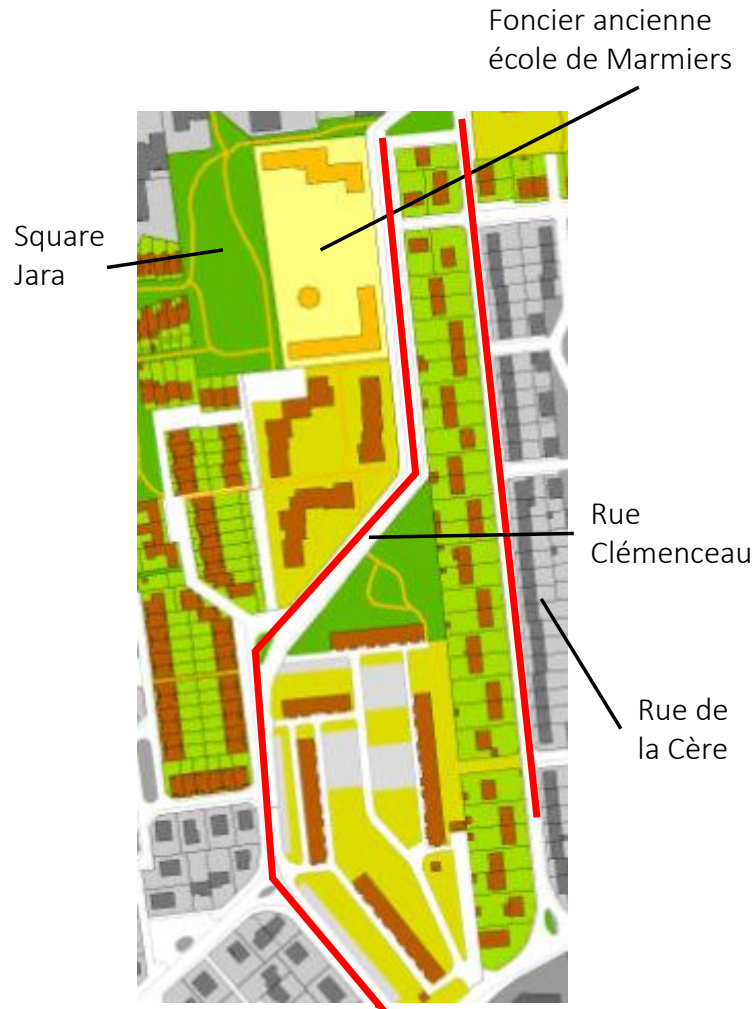 Foncier ancienne
école de Marmiers
Square
Jara
Rue
Clémenceau
Rue de
la Cère